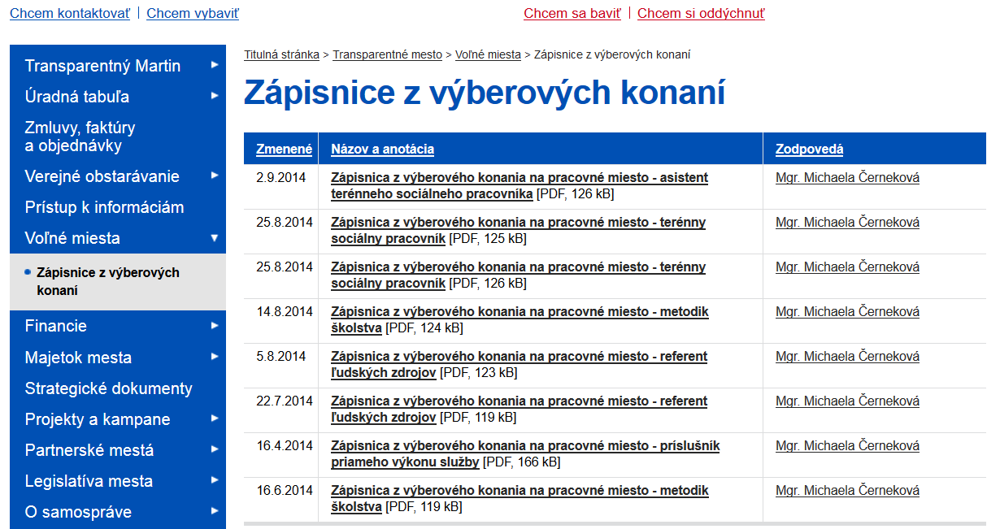 Chcem kontaktovať | Chcem vybaviť
Chcem sa baviť | Chcem si oddýchnuť
Transparentný Martin
Úradná tabuľa
Zmluvy, faktúry
a objednávky
Verejné obstarávanie
Prístup k informáciám
Voľné miesta
Zápisnice z výberových
konaní
Financie
Majetok mesta
Strategické dokumenty
Projekty a kampane
Partnerské mestá
Legislatíva mesta
O samospráve
Titulná stránka > Transparentné mesto > Voľné miesta > Zápisnice z výberových konaní
Zápisnice z výberových konaní
Zmenené Názov a anotácia Zodpovedá
2.9.2014 Zápisnica z výberového konania na pracovné miesto - asistent Mgr. Michaela Černeková
terénneho sociálneho pracovníka [PDF, 126 kB]
25.8.2014 Zápisnica z výberového konania na pracovné miesto - terénny Mgr. Michaela Černeková
sociálny pracovník [PDF, 125 kB]
25.8.2014 Zápisnica z výberového konania na pracovné miesto - terénny Mgr. Michaela Černeková
sociálny pracovník [PDF, 126 kB]
14.8.2014 Zápisnica z výberového konania na pracovné miesto - metodik Mgr. Michaela Černeková
školstva [PDF, 124 kB]
5.8.2014 Zápisnica z výberového konania na pracovné miesto - referent Mgr. Michaela Černeková
ľudských zdrojov [PDF, 123 kB]
22.7.2014 Zápisnica z výberového konania na pracovné miesto - referent Mgr. Michaela Černeková
ľudských zdrojov [PDF, 119 kB]
16.4.2014 Zápisnica z výberového konania na pracovné miesto - príslušník Mgr. Michaela Černeková
priameho výkonu služby [PDF, 166 kB]
16.6.2014 Zápisnica z výberového konania na pracovné miesto - metodik Mgr. Michaela Černeková
školstva [PDF, 119 kB]